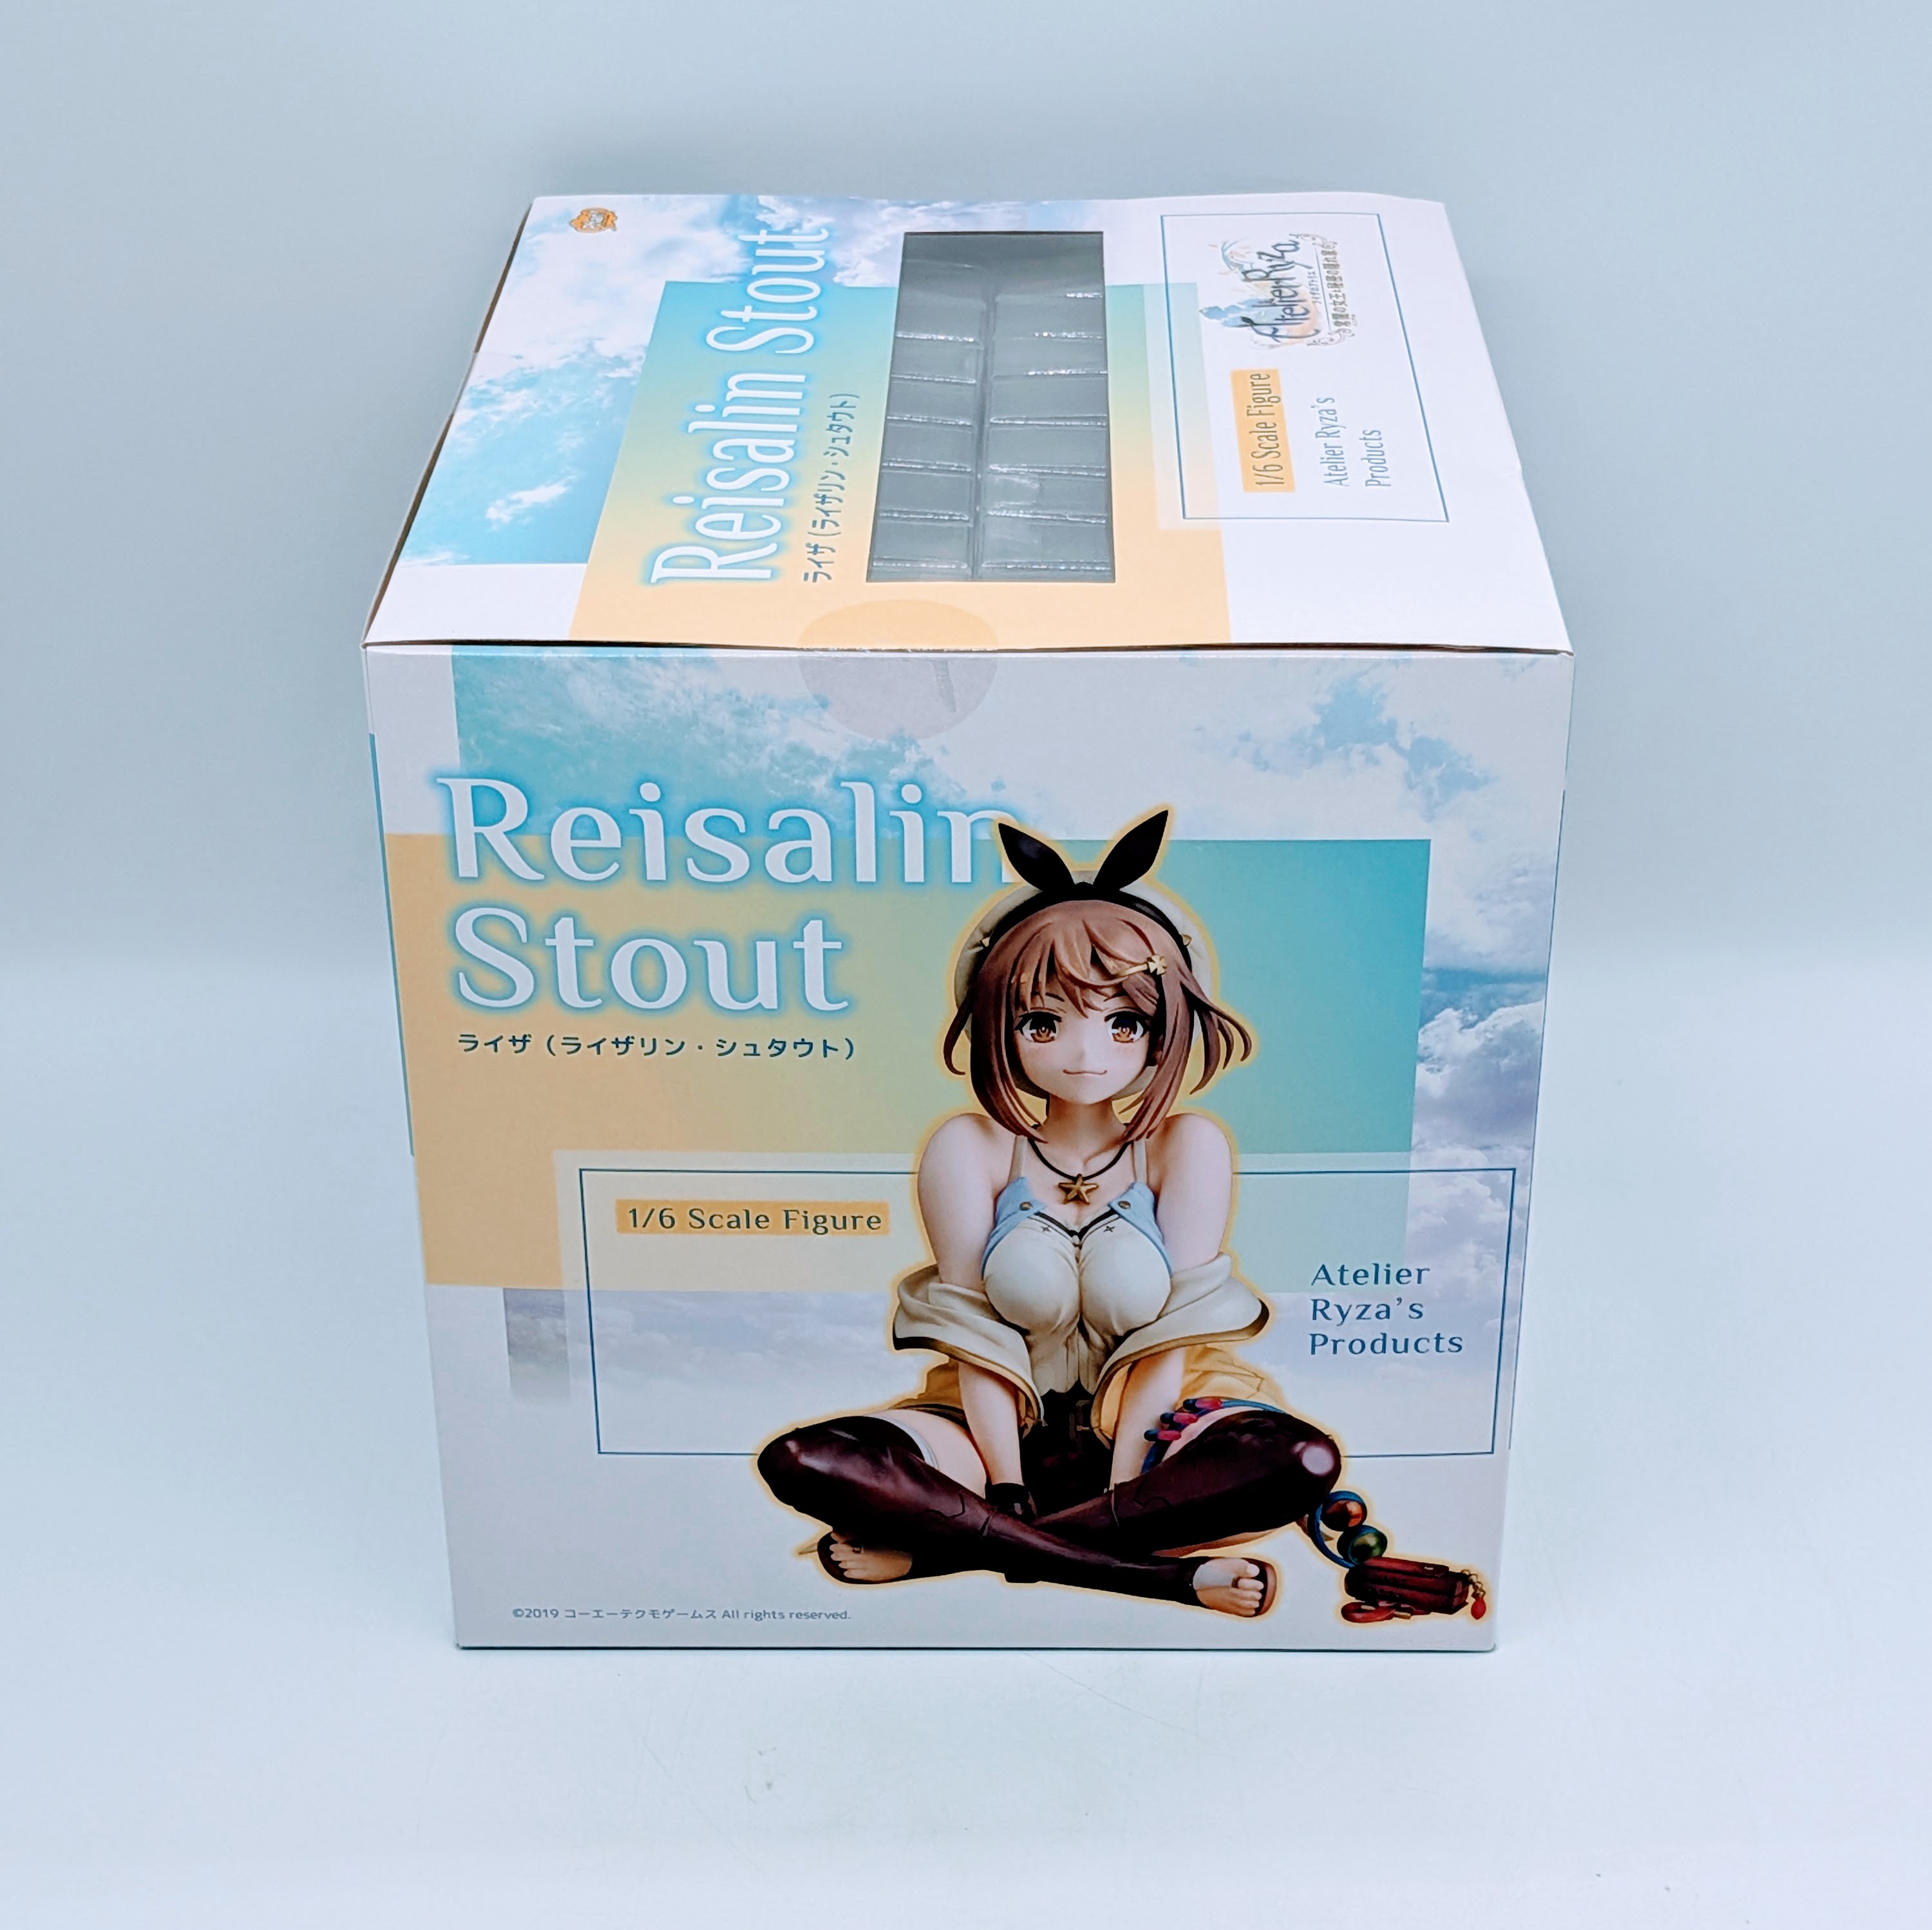 Reisalin Stout
ライザ(ライザリン・シュタウト)
Atelier Ryza
1/6 Scale Figure
Atelier Ryza's
Products
Reisalin
Stout
ライザ(ライザリン・シュタウト)
1/6 Scale Figure
Atelier
Ryza's
Products
©2019 コーエーテクモゲームス All rights reserved.